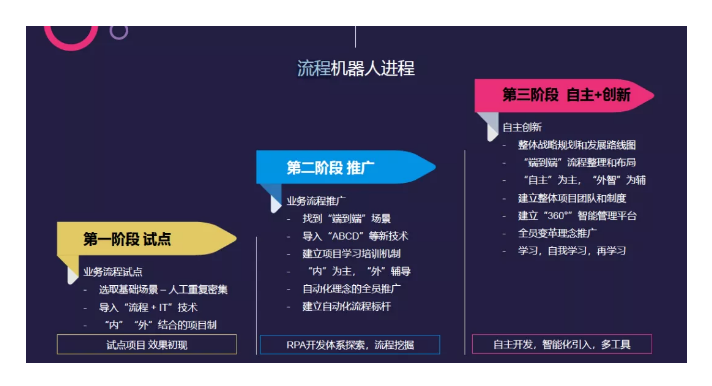 流程机器人进程
第一阶段 试点
业务流程试点
- 选取基础场景 – 人工重复密集
- 导入“流程 + IT”技术
- “内”“外”结合的项目制
试点项目 效果初现
第二阶段 推广
业务流程推广
- 找到“端到端”场景
- 导入“ABCD”等新技术
- 建立项目学习培训机制
- “内”为主，“外”辅导
- 自动化理念的全员推广
- 建立自动化流程标杆
RPA开发体系探索，流程挖掘
第三阶段 自主+创新
自主创新
- 整体战略规划和发展路线图
- “端到端”流程整理和布局
- “自主”为主，“外智”为辅
- 建立整体项目团队和制度
- 建立“360°”智能管理平台
- 全员变革理念推广
- 学习，自我学习，再学习
自主开发，智能化引入，多工具